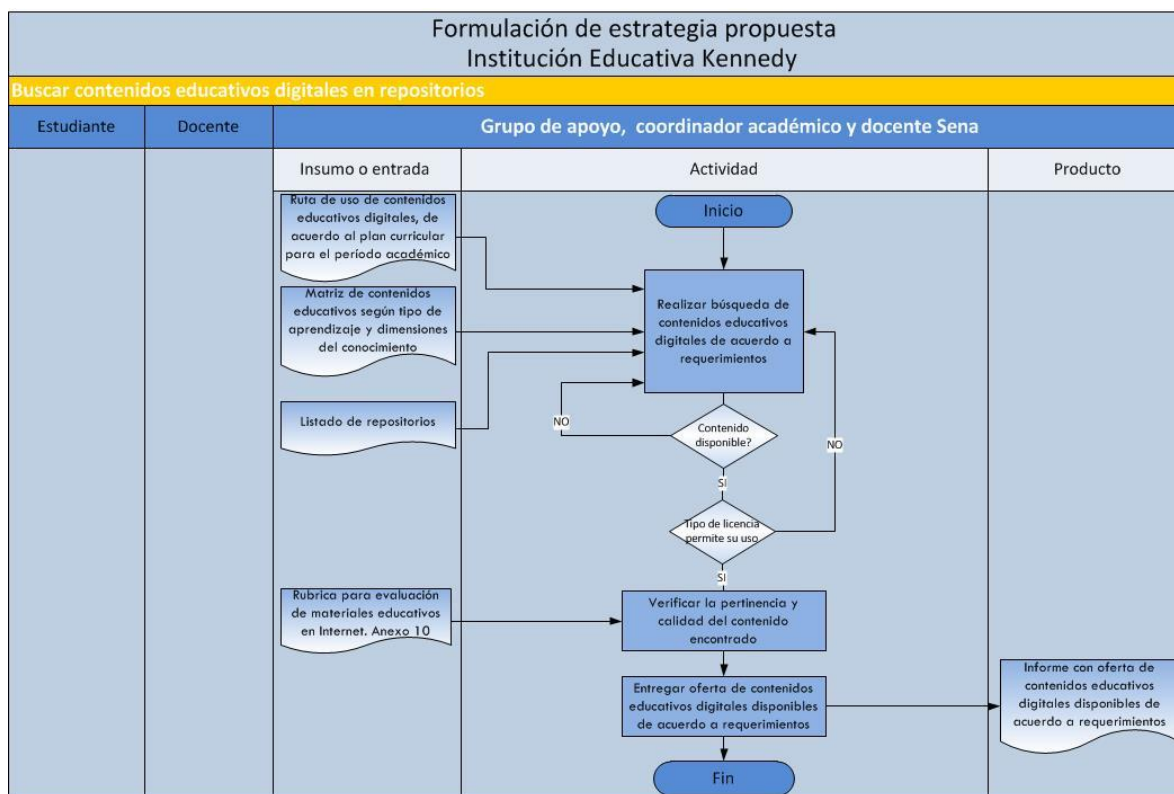 Formulación de estrategia propuesta
Institución Educativa Kennedy
Buscar contenidos educativos digitales en repositorios
Estudiante
Docente
Grupo de apoyo, coordinador académico y docente Sena
Insumo o entrada
Actividad
Producto
Ruta de uso de contenidos
educativos digitales, de
acuerdo al plan curricular
para el período académico
Inicio
Matriz de contenidos
educativos según tipo de
aprendizaje y dimensiones
del conocimiento
Realizar búsqueda de
contenidos educativos
digitales de acuerdo a
requerimientos
Listado de repositorios
NO
Contenido
disponible?
NO
SI
Tipo de licencia
permite su uso
SI
Rubrica para evaluación
de materiales educativos
en Internet. Anexo 10
Verificar la pertinencia y
calidad del contenido
encontrado
Entregar oferta de contenidos
educativos digitales disponibles
de acuerdo a requerimientos
Informe con oferta de
contenidos educativos
digitales disponibles de
acuerdo a requerimientos
Fin